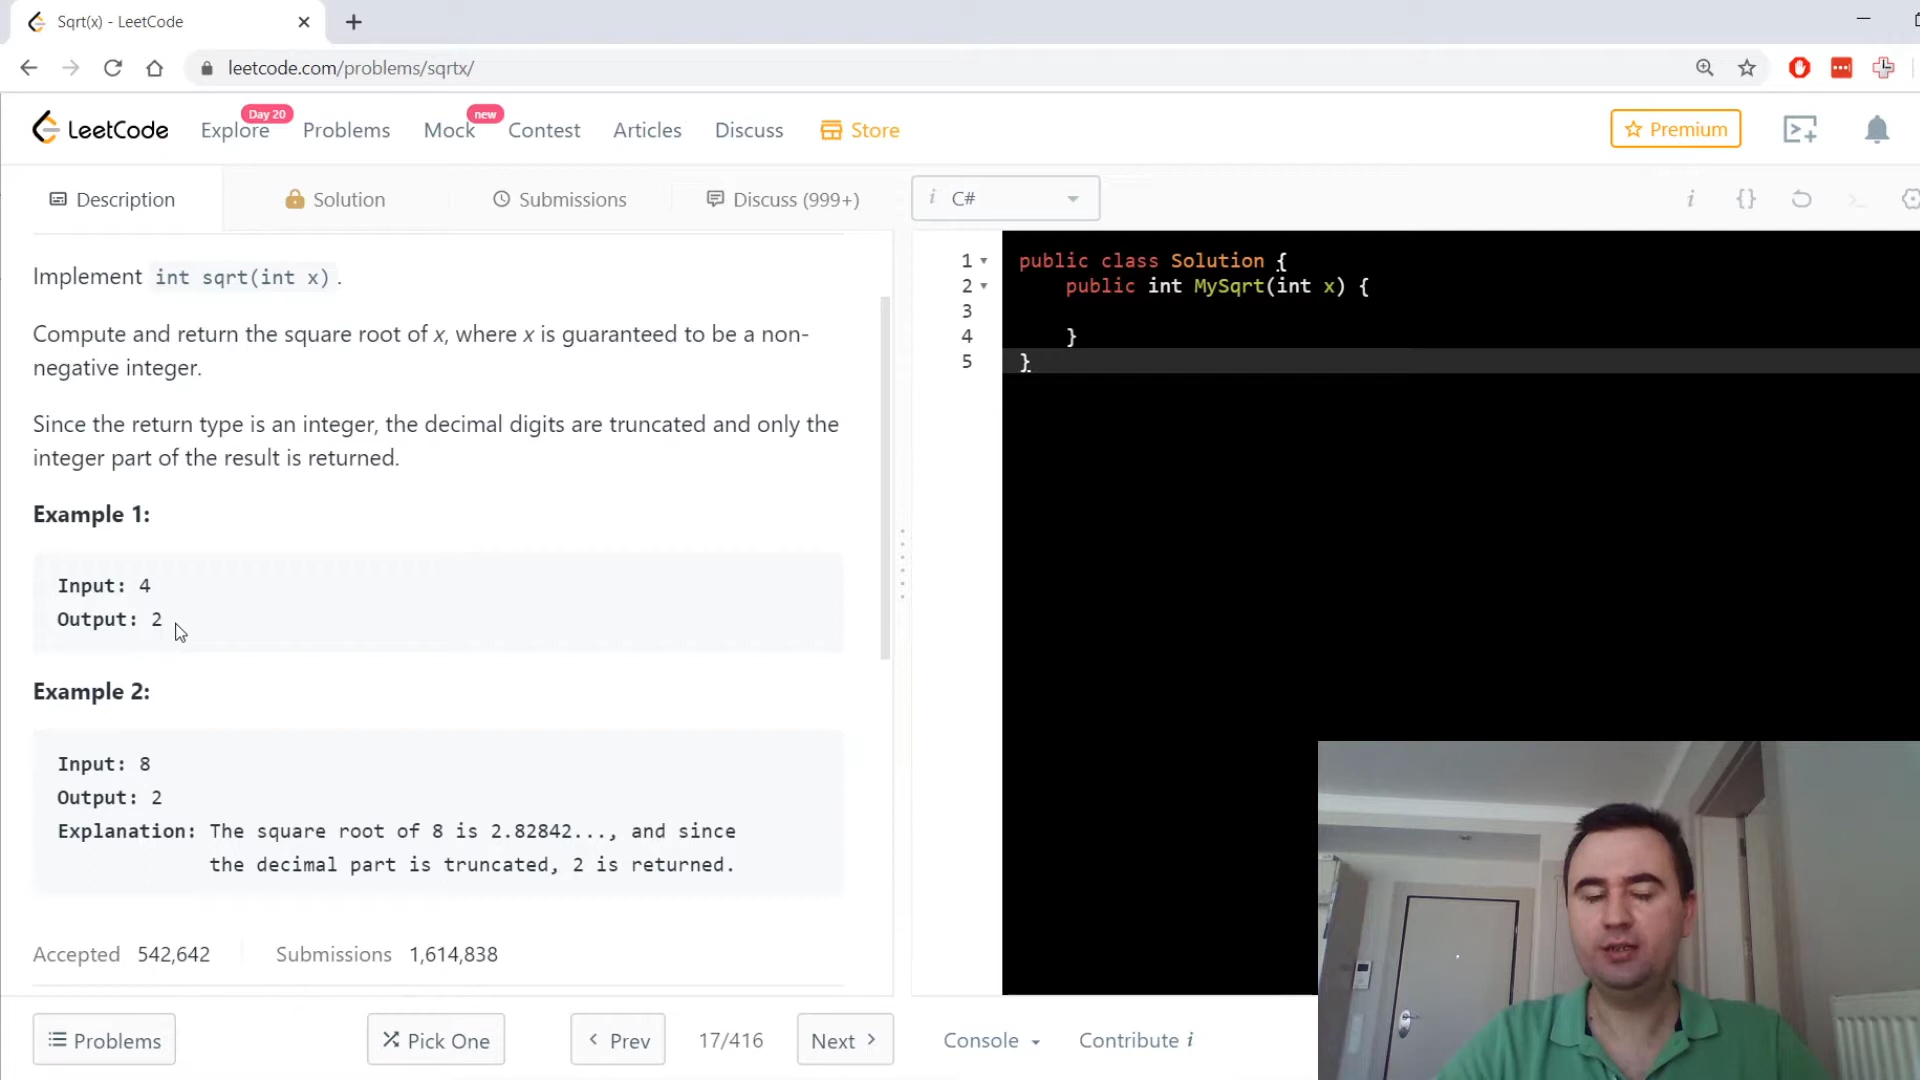 Sqrt(x) - LeetCode
leetcode.com/problems/sqrtx/
LeetCode
Explore
Day 20
Problems
Mock
new
Contest
Articles
Discuss
Store
Premium
Description
Solution
Submissions
Discuss (999+)
i C#
i {}
Implement int sqrt(int x) .
Compute and return the square root of x, where x is guaranteed to be a non-
negative integer.
Since the return type is an integer, the decimal digits are truncated and only the
integer part of the result is returned.
Example 1:
Input: 4
Output: 2
Example 2:
Input: 8
Output: 2
Explanation: The square root of 8 is 2.82842..., and since
the decimal part is truncated, 2 is returned.
Accepted 542,642 Submissions 1,614,838
1 public class Solution {
2 public int MySqrt(int x) {
3
4 }
5 }
Problems
Pick One
Prev
17/416
Next
Console
Contribute i